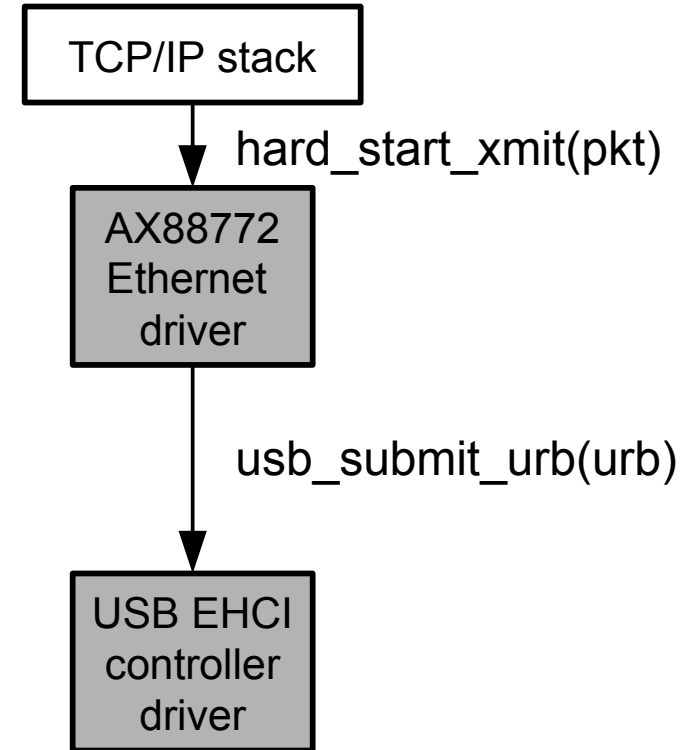 TCP/IP stack
hard_start_xmit(pkt)
AX88772
Ethernet
driver
usb_submit_urb(urb)
USB EHCI
controller
driver